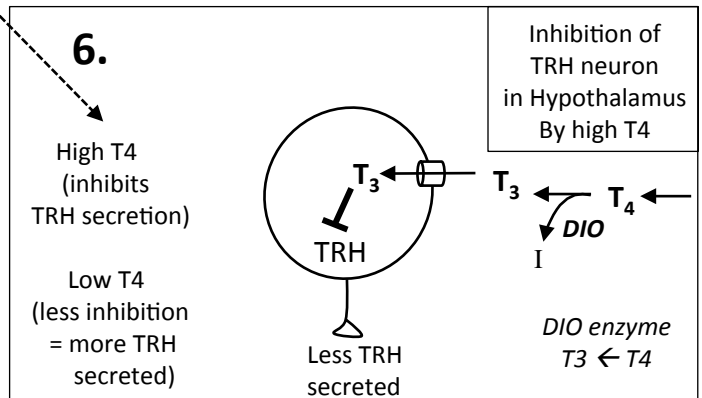 6.
Inhibition of
TRH neuron
in Hypothalamus
By high T4
High T4
(inhibits
TRH secretion)
Low T4
(less inhibition
= more TRH
secreted)
T₃
TRH
Less TRH
secreted
T₃
T₄
DIO
I
DIO enzyme
T3 ← T4